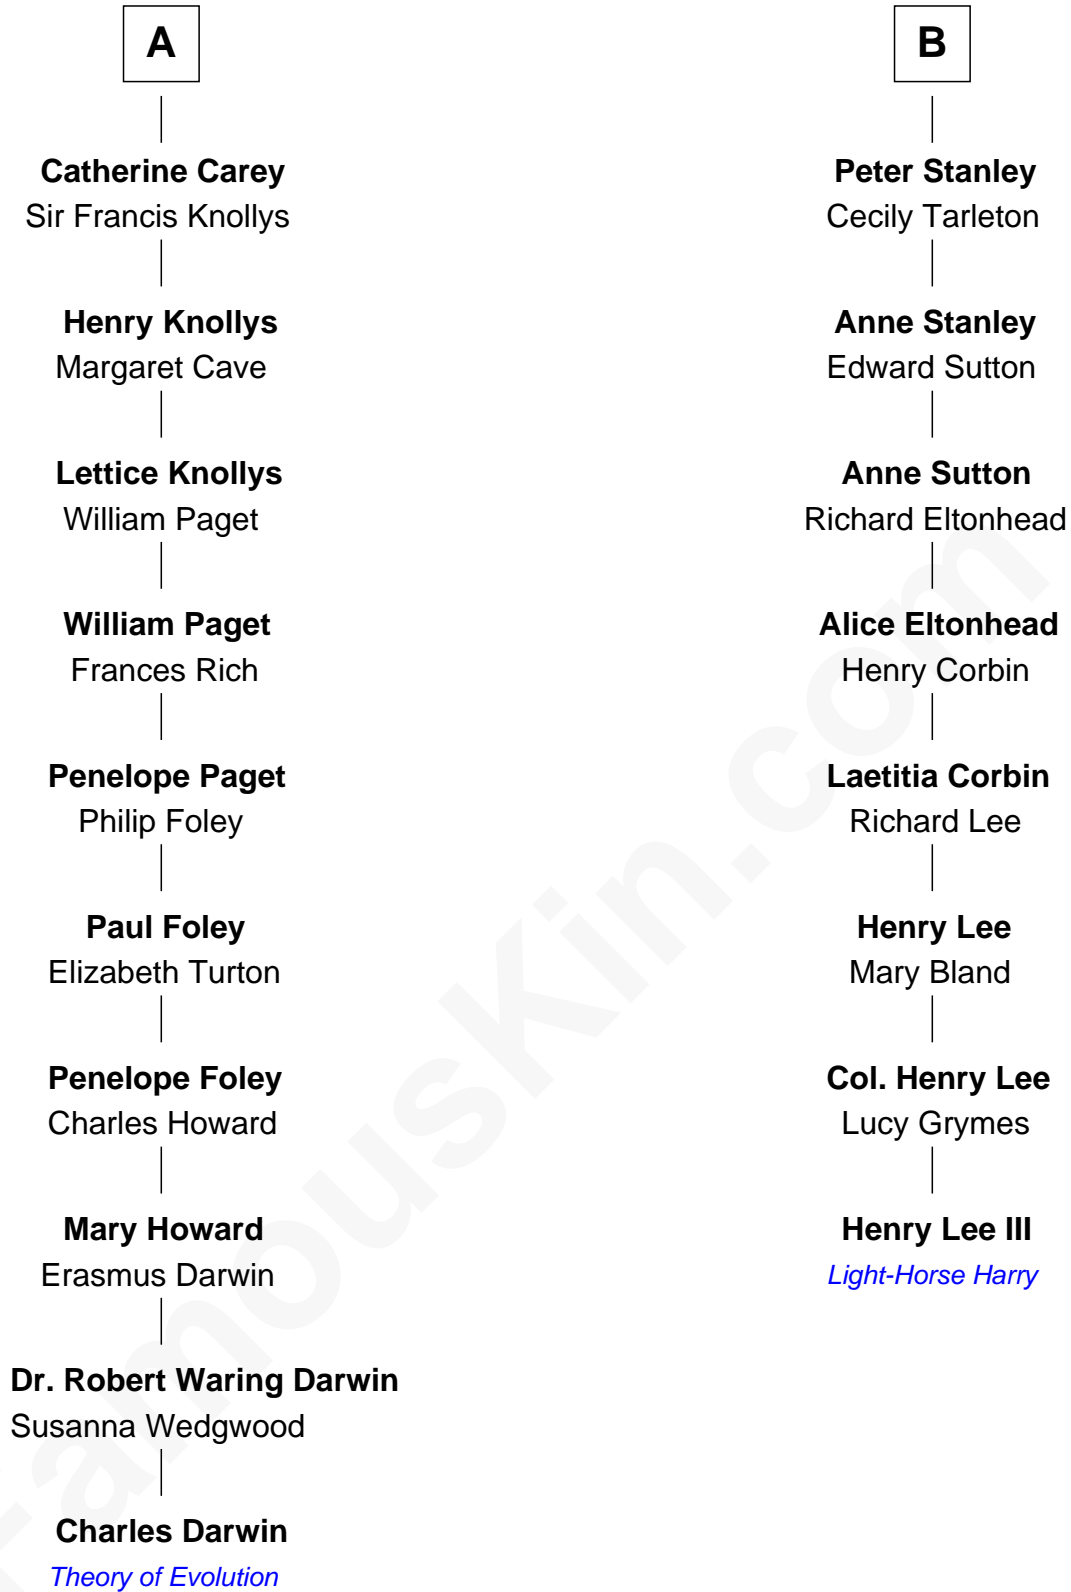 A
Catherine Carey
Sir Francis Knollys
Henry Knollys
Margaret Cave
Lettice Knollys
William Paget
William Paget
Frances Rich
Penelope Paget
Philip Foley
Paul Foley
Elizabeth Turton
Penelope Foley
Charles Howard
Mary Howard
Erasmus Darwin
Dr. Robert Waring Darwin
Susanna Wedgwood
Charles Darwin
Theory of Evolution
B
Peter Stanley
Cecily Tarleton
Anne Stanley
Edward Sutton
Anne Sutton
Richard Eltonhead
Alice Eltonhead
Henry Corbin
Laetitia Corbin
Richard Lee
Henry Lee
Mary Bland
Col. Henry Lee
Lucy Grymes
Henry Lee III
Light-Horse Harry
FamousKin.com